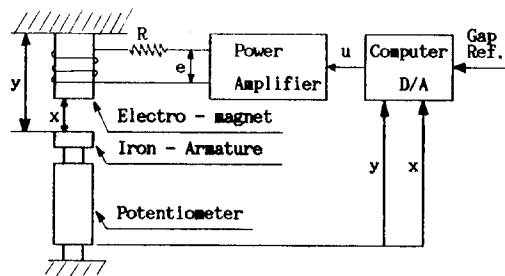 R
Power
Amplifier
e
u
Computer
D/A
Gap
Ref.
y
x
Electro - magnet
Iron - Armature
Potentiometer
y
x